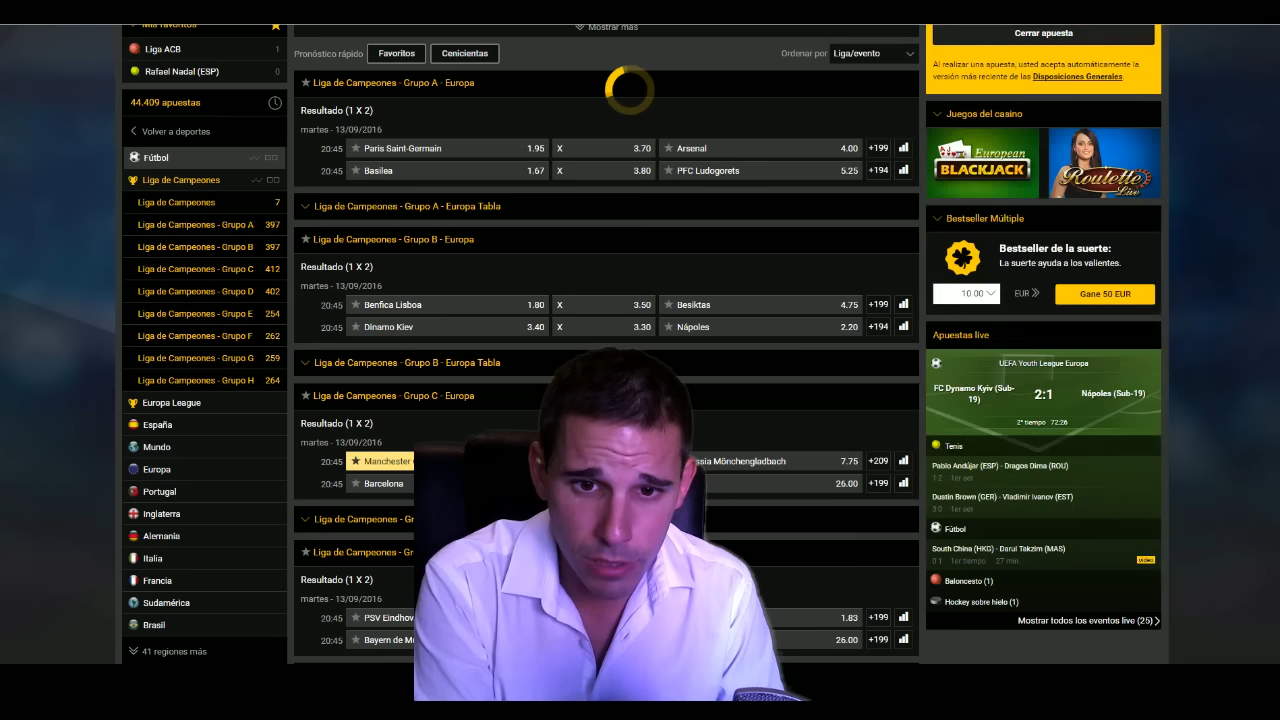 Mis favoritos
Liga ACB 1
Rafael Nadal (ESP) 0
44.409 apuestas
Volver a deportes
Fútbol
Liga de Campeones
Liga de Campeones 7
Liga de Campeones - Grupo A 397
Liga de Campeones - Grupo B 397
Liga de Campeones - Grupo C 412
Liga de Campeones - Grupo D 402
Liga de Campeones - Grupo E 254
Liga de Campeones - Grupo F 262
Liga de Campeones - Grupo G 259
Liga de Campeones - Grupo H 264
Europa League
España
Mundo
Europa
Portugal
Inglaterra
Alemania
Italia
Francia
Sudamérica
Brasil
41 regiones más
Mostrar más
Pronóstico rápido Favoritos Cenicientas Ordenar por Liga/evento
Liga de Campeones - Grupo A - Europa
Resultado (1 X 2)
martes - 13/09/2016
20:45 Paris Saint-Germain 1.95 X 3.70 Arsenal 4.00 +199
20:45 Basilea 1.67 X 3.80 PFC Ludogorets 5.25 +194
Liga de Campeones - Grupo A - Europa Tabla
Liga de Campeones - Grupo B - Europa
Resultado (1 X 2)
martes - 13/09/2016
20:45 Benfica Lisboa 1.80 X 3.50 Besiktas 4.75 +199
20:45 Dinamo Kiev 3.40 X 3.30 Nápoles 2.20 +194
Liga de Campeones - Grupo B - Europa Tabla
Liga de Campeones - Grupo C - Europa
Resultado (1 X 2)
martes - 13/09/2016
20:45 Manchester ssia Mönchengladbach 7.75 +209
20:45 Barcelona 26.00 +199
Liga de Campeones - Gr
Liga de Campeones - Gr
Resultado (1 X 2)
martes - 13/09/2016
20:45 PSV Eindhov 1.83 +199
20:45 Bayern de M 26.00 +199
Cerrar apuesta
Al realizar una apuesta, usted acepta automáticamente la
versión más reciente de las Disposiciones Generales.
Juegos del casino
European
BLACKJACK
Roulette
Live
Bestseller Múltiple
Bestseller de la suerte:
La suerte ayuda a los valientes.
10.00 EUR Gane 50 EUR
Apuestas live
UEFA Youth League Europa
FC Dynamo Kyiv (Sub-
19) 2:1 Nápoles (Sub-19)
2° tiempo 72:26
Tenis
Pablo Andújar (ESP) - Dragos Dima (ROU)
1:2 1er set
Dustin Brown (GER) - Vladimir Ivanov (EST)
3:0 1er set
Fútbol
South China (HKG) - Darul Takzim (MAS)
0:1 1er tiempo 27 min. video
Baloncesto (1)
Hockey sobre hielo (1)
Mostrar todos los eventos live (25)